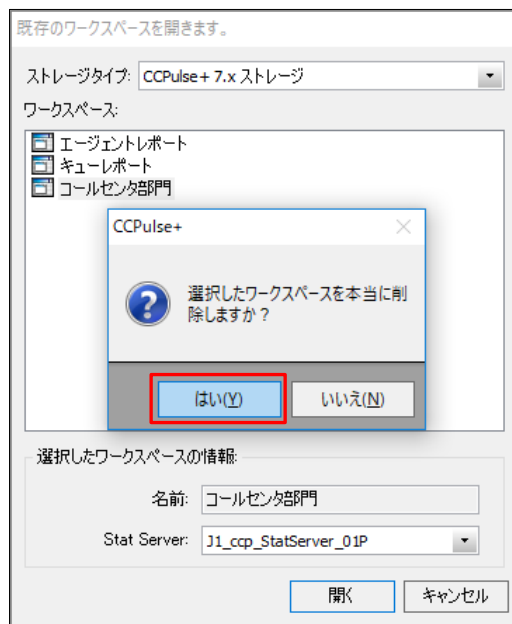 既存のワークスペースを開きます。
ストレージタイプ: CCPulse+ 7.x ストレージ
ワークスペース:
エージェントレポート
キューレポート
コールセンタ部門
CCPulse+
選択したワークスペースを本当に削
除しますか？
はい(Y) いいえ(N)
選択したワークスペースの情報:
名前: コールセンタ部門
Stat Server: J1_ccp_StatServer_01P
開く キャンセル